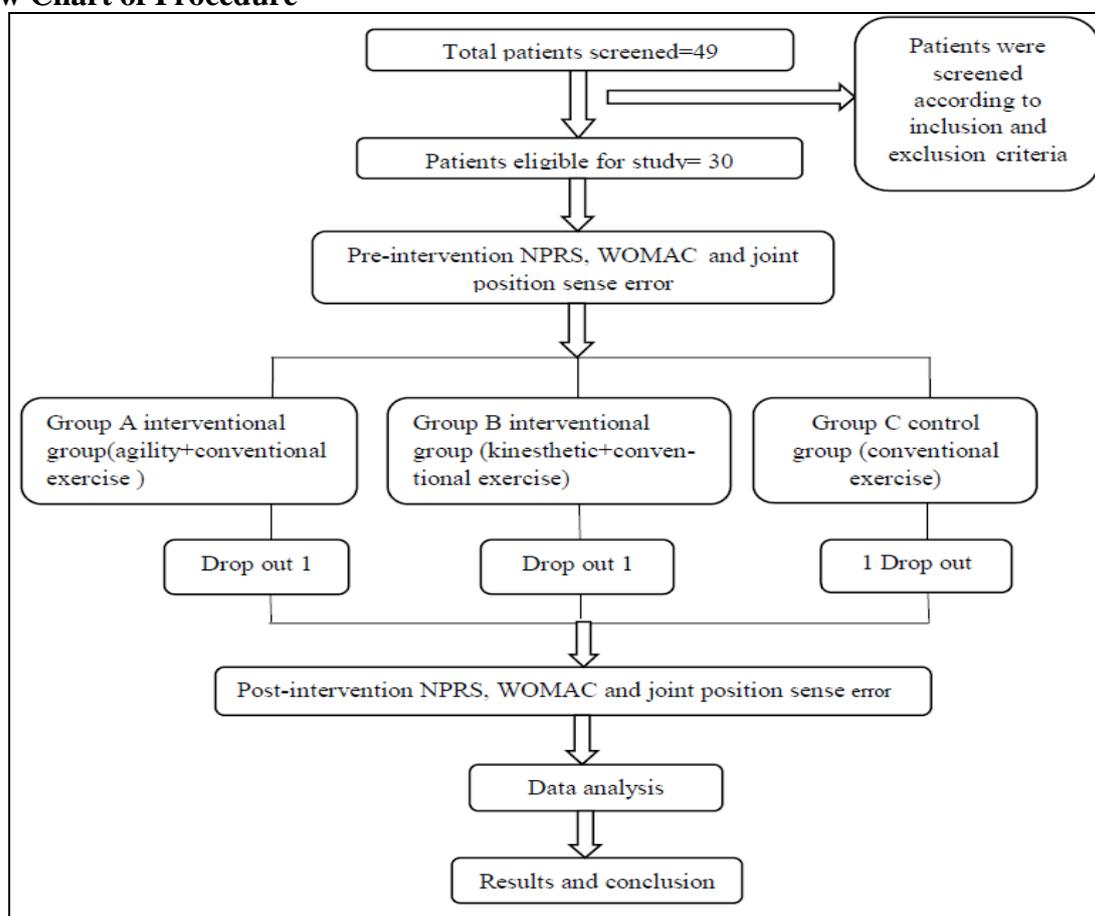 w Chart of Procedure
Total patients screened=49
Patients were
screened
according to
inclusion and
exclusion criteria
Patients eligible for study= 30
Pre-intervention NPRS, WOMAC and joint
position sense error
Group A interventional
group(agility+conventional
exercise )
Group B interventional
group (kinesthetic+conven-
tional exercise)
Group C control
group (conventional
exercise)
Drop out 1
Drop out 1
1 Drop out
Post-intervention NPRS, WOMAC and joint position sense error
Data analysis
Results and conclusion